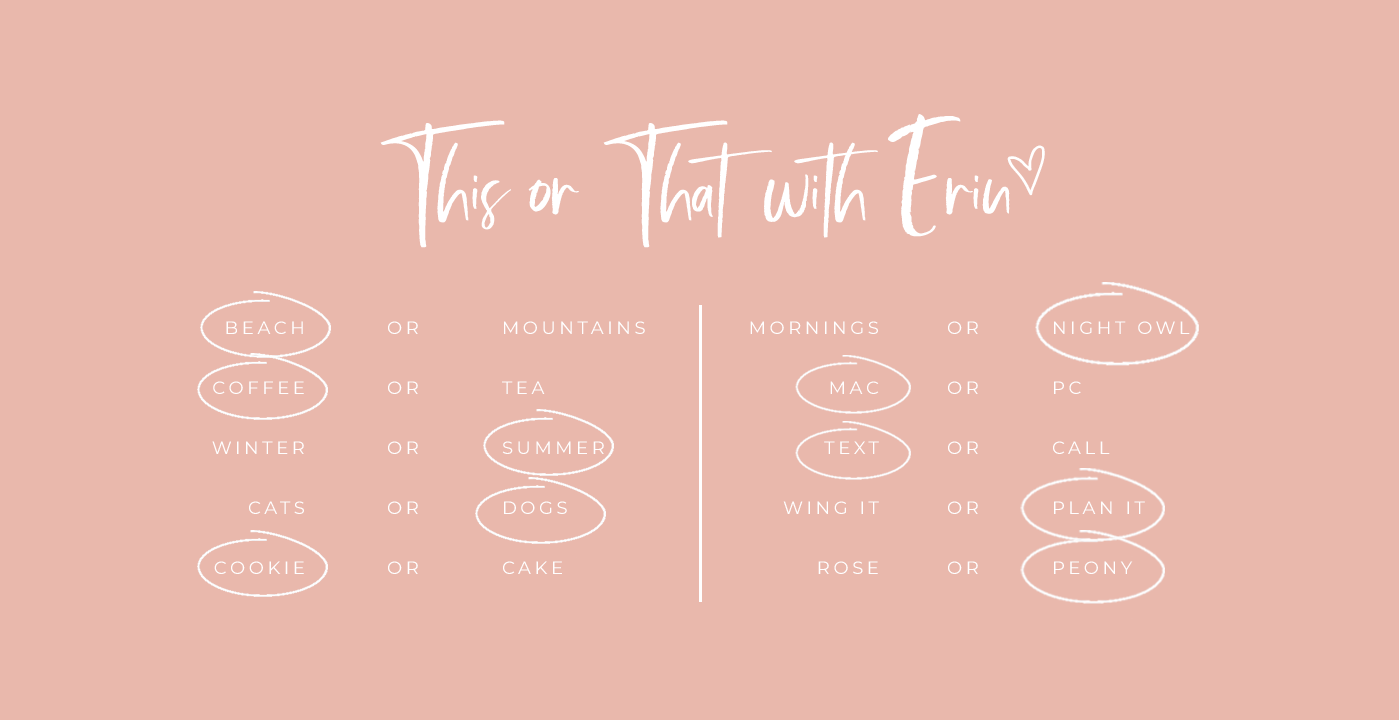 This or That with Erin
BEACH OR MOUNTAINS
COFFEE OR TEA
WINTER OR SUMMER
CATS OR DOGS
COOKIE OR CAKE
MORNINGS OR NIGHT OWL
MAC OR PC
TEXT OR CALL
WING IT OR PLAN IT
ROSE OR PEONY